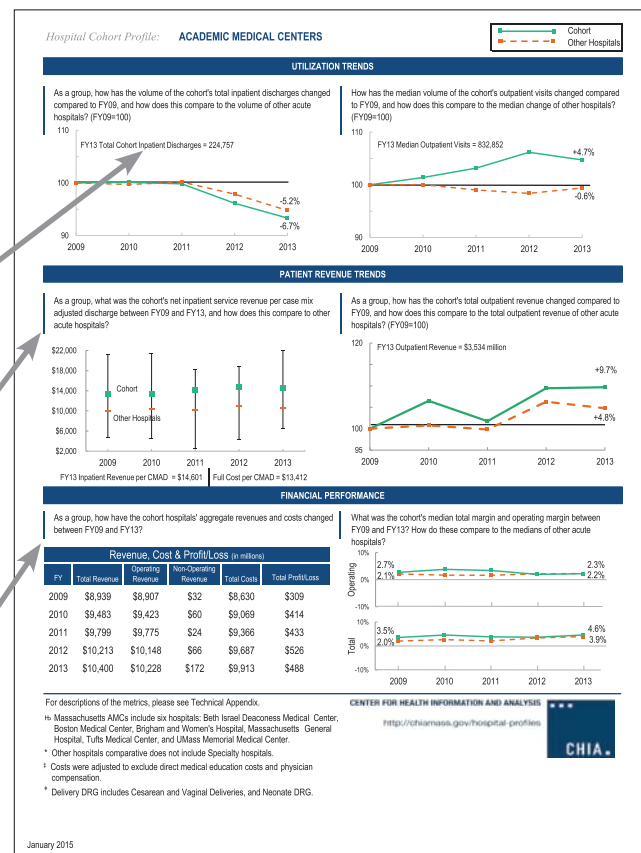 Hospital Cohort Profile: ACADEMIC MEDICAL CENTERS
Cohort
Other Hospitals
UTILIZATION TRENDS
As a group, how has the volume of the cohort's total inpatient discharges changed
compared to FY09, and how does this compare to the volume of other acute
hospitals? (FY09=100)
110
FY13 Total Cohort Inpatient Discharges = 224,757
100
-5.2%
-6.7%
90
2009 2010 2011 2012 2013
How has the median volume of the cohort's outpatient visits changed compared
to FY09, and how does this compare to the median change of other hospitals?
(FY09=100)
110
FY13 Median Outpatient Visits = 832,852
+4.7%
100
-0.6%
90
2009 2010 2011 2012 2013
PATIENT REVENUE TRENDS
As a group, what was the cohort's net inpatient service revenue per case mix
adjusted discharge between FY09 and FY13, and how does this compare to other
acute hospitals?
$22,000
$18,000
$14,000
Cohort
$10,000
Other Hospitals
$6,000
$2,000
2009 2010 2011 2012 2013
FY13 Inpatient Revenue per CMAD = $14,601 Full Cost per CMAD = $13,412
As a group, how has the cohort's total outpatient revenue changed compared to
FY09, and how does this compare to the total outpatient revenue of other acute
hospitals? (FY09=100)
120
FY13 Outpatient Revenue = $3,534 million
+9.7%
+4.8%
100
95
2009 2010 2011 2012 2013
FINANCIAL PERFORMANCE
As a group, how have the cohort hospitals' aggregate revenues and costs changed
between FY09 and FY13?
Revenue, Cost & Profit/Loss (in millions)
FY Total Revenue Operating Revenue Non-Operating Revenue Total Costs Total Profit/Loss
2009 $8,939 $8,907 $32 $8,630 $309
2010 $9,483 $9,423 $60 $9,069 $414
2011 $9,799 $9,775 $24 $9,366 $433
2012 $10,213 $10,148 $66 $9,687 $526
2013 $10,400 $10,228 $172 $9,913 $488
What was the cohort's median total margin and operating margin between
FY09 and FY13? How do these compare to the medians of other acute
hospitals?
Operating
10%
2.7% 2.3%
2.1% 2.2%
0%
-10%
Total
10%
3.5% 4.6%
2.0% 3.9%
0%
-10%
2009 2010 2011 2012 2013
For descriptions of the metrics, please see Technical Appendix.
Massachusetts AMCs include six hospitals: Beth Israel Deaconess Medical Center,
Boston Medical Center, Brigham and Women's Hospital, Massachusetts General
Hospital, Tufts Medical Center, and UMass Memorial Medical Center.
* Other hospitals comparative does not include Specialty hospitals.
‡ Costs were adjusted to exclude direct medical education costs and physician
compensation.
Delivery DRG includes Cesarean and Vaginal Deliveries, and Neonate DRG.
CENTER FOR HEALTH INFORMATION AND ANALYSIS
http://chiamass.gov/hospital-profiles
CHIA.
January 2015